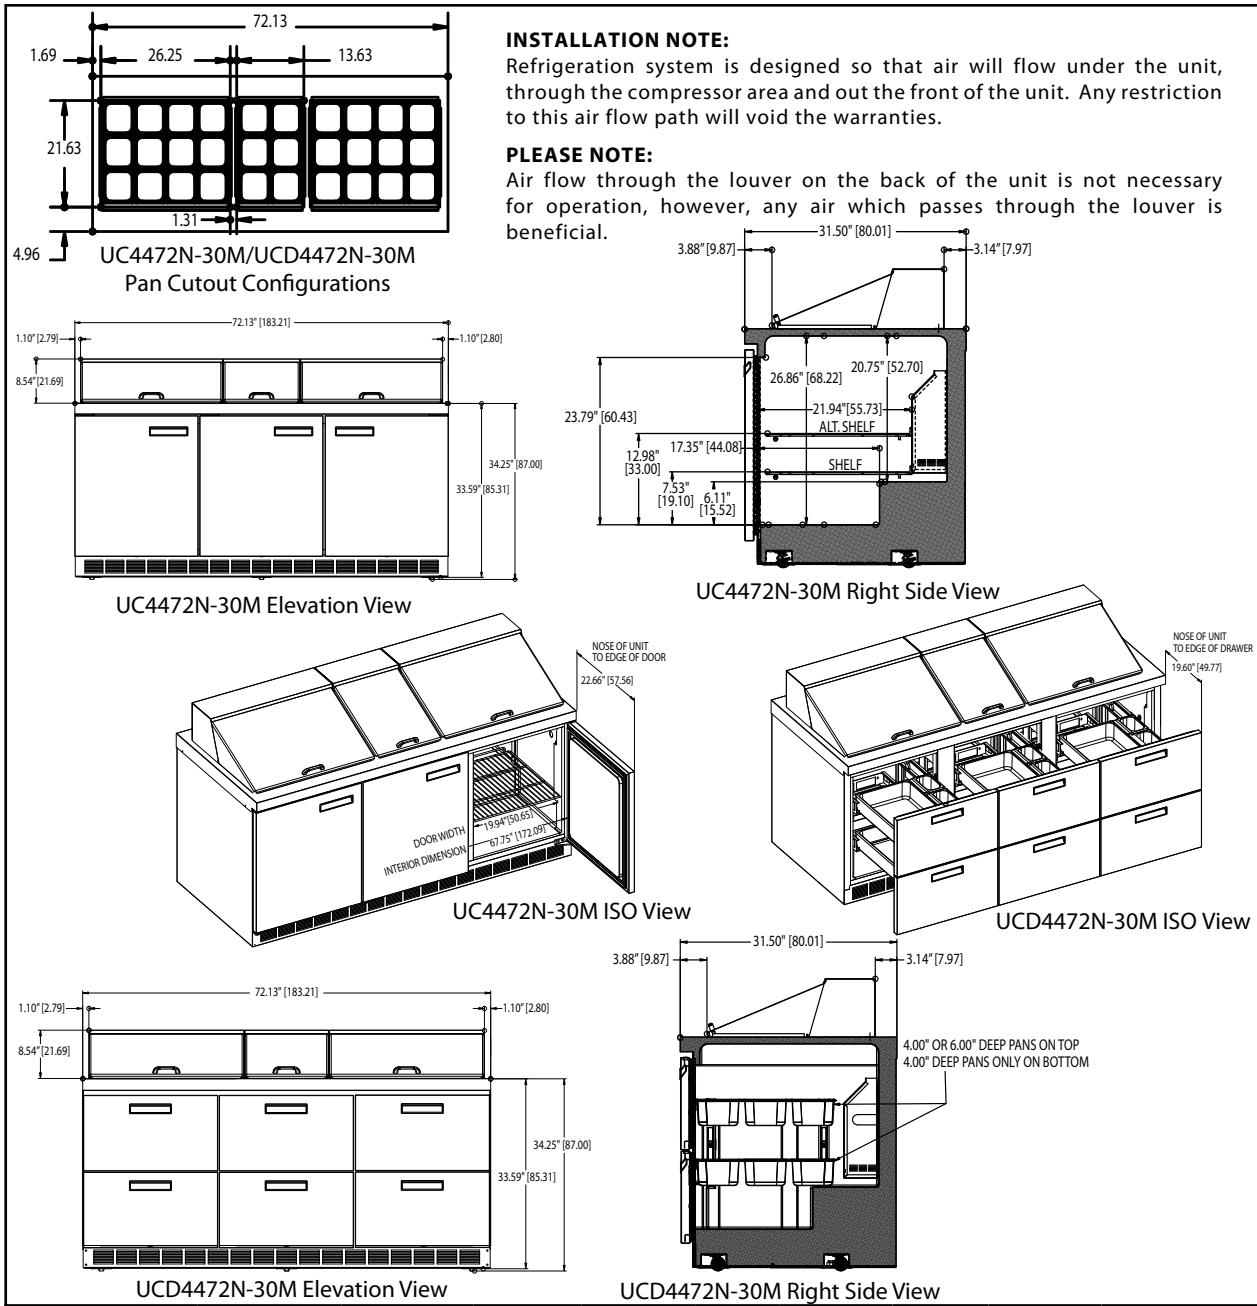 72.13
1.69
26.25
13.63
21.63
1.31
4.96
UC4472N-30M/UCD4472N-30M
Pan Cutout Configurations
INSTALLATION NOTE:
Refrigeration system is designed so that air will flow under the unit,
through the compressor area and out the front of the unit. Any restriction
to this air flow path will void the warranties.
PLEASE NOTE:
Air flow through the louver on the back of the unit is not necessary
for operation, however, any air which passes through the louver is
beneficial.
72.13" [183.21]
1.10" [2.79]
1.10" [2.80]
8.54" [21.69]
34.25" [87.00]
33.59" [85.31]
UC4472N-30M Elevation View
31.50" [80.01]
3.88" [9.87]
3.14" [7.97]
26.86" [68.22]
20.75" [52.70]
23.79" [60.43]
21.94"[55.73]
ALT. SHELF
17.35" [44.08]
12.98"
[33.00]
SHELF
7.53"
[19.10]
6.11"
[15.52]
UC4472N-30M Right Side View
NOSE OF UNIT
TO EDGE OF DOOR
22.66" [57.56]
DOOR WIDTH
19.94"[50.65]
INTERIOR DIMENSION
67.75" [172.09]
UC4472N-30M ISO View
NOSE OF UNIT
TO EDGE OF DRAWER
19.60" [49.77]
UCD4472N-30M ISO View
72.13" [183.21]
1.10" [2.79]
1.10" [2.80]
8.54" [21.69]
34.25" [87.00]
33.59" [85.31]
UCD4472N-30M Elevation View
31.50" [80.01]
3.88" [9.87]
3.14" [7.97]
4.00" OR 6.00" DEEP PANS ON TOP
4.00" DEEP PANS ONLY ON BOTTOM
UCD4472N-30M Right Side View